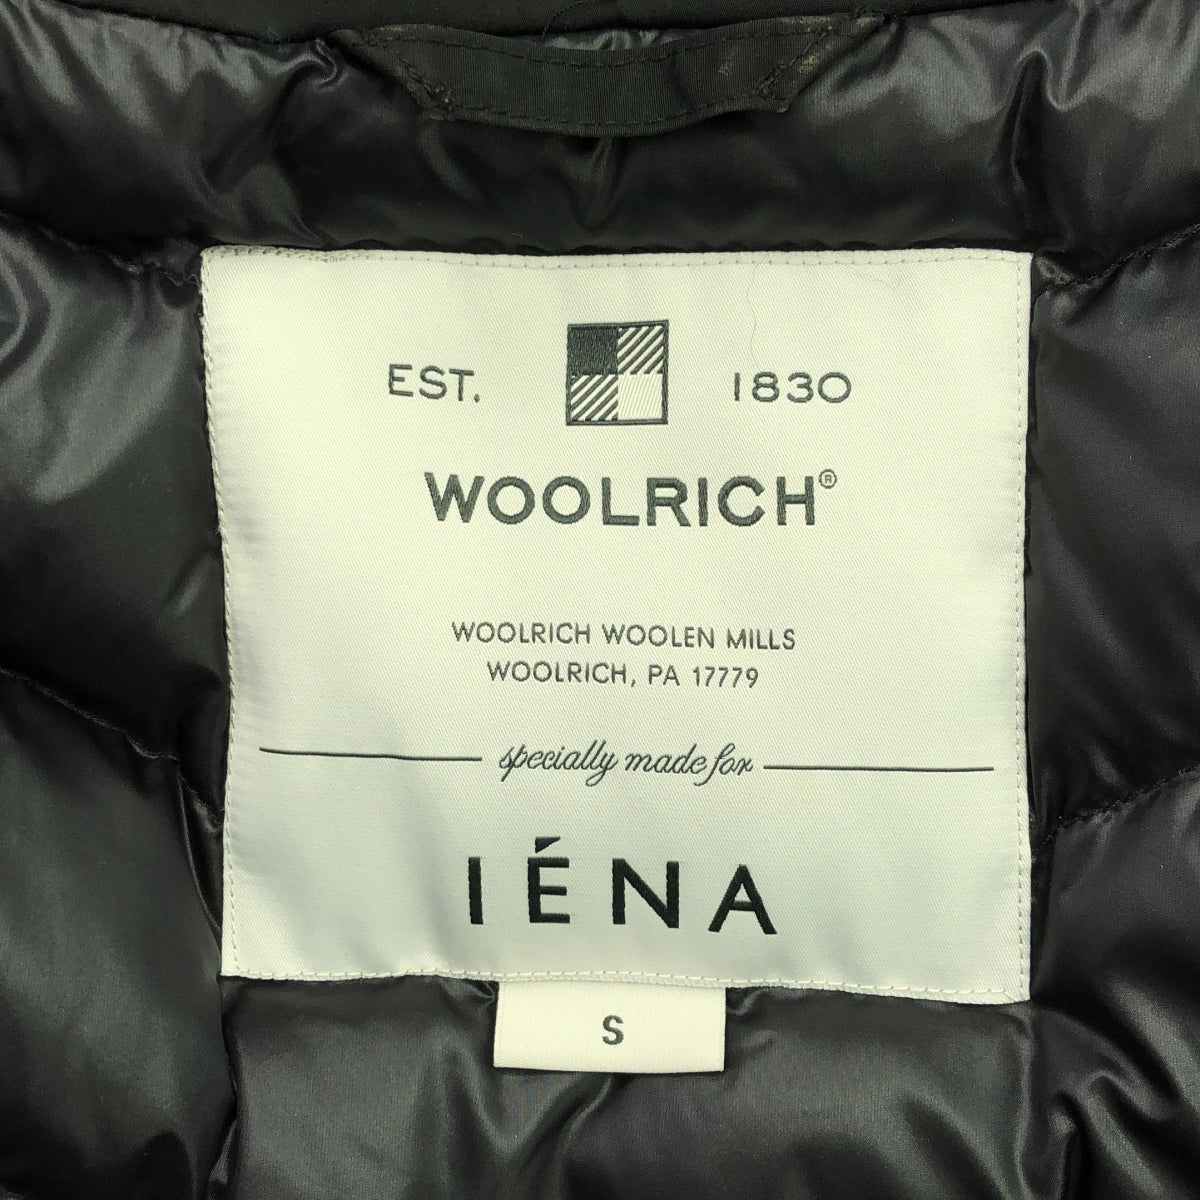 EST. 1830
WOOLRICH®
WOOLRICH WOOLEN MILLS
WOOLRICH, PA 17779
specially made for
IÉNA
S